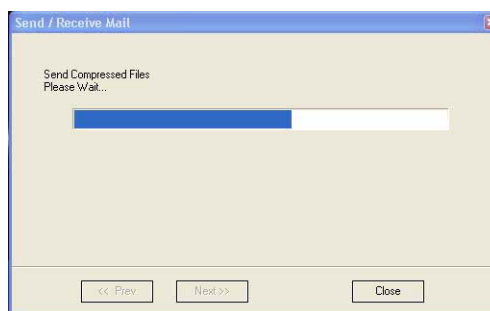 Send / Receive Mail
Send Compressed Files
Please Wait...
<< Prev
Next >>
Close